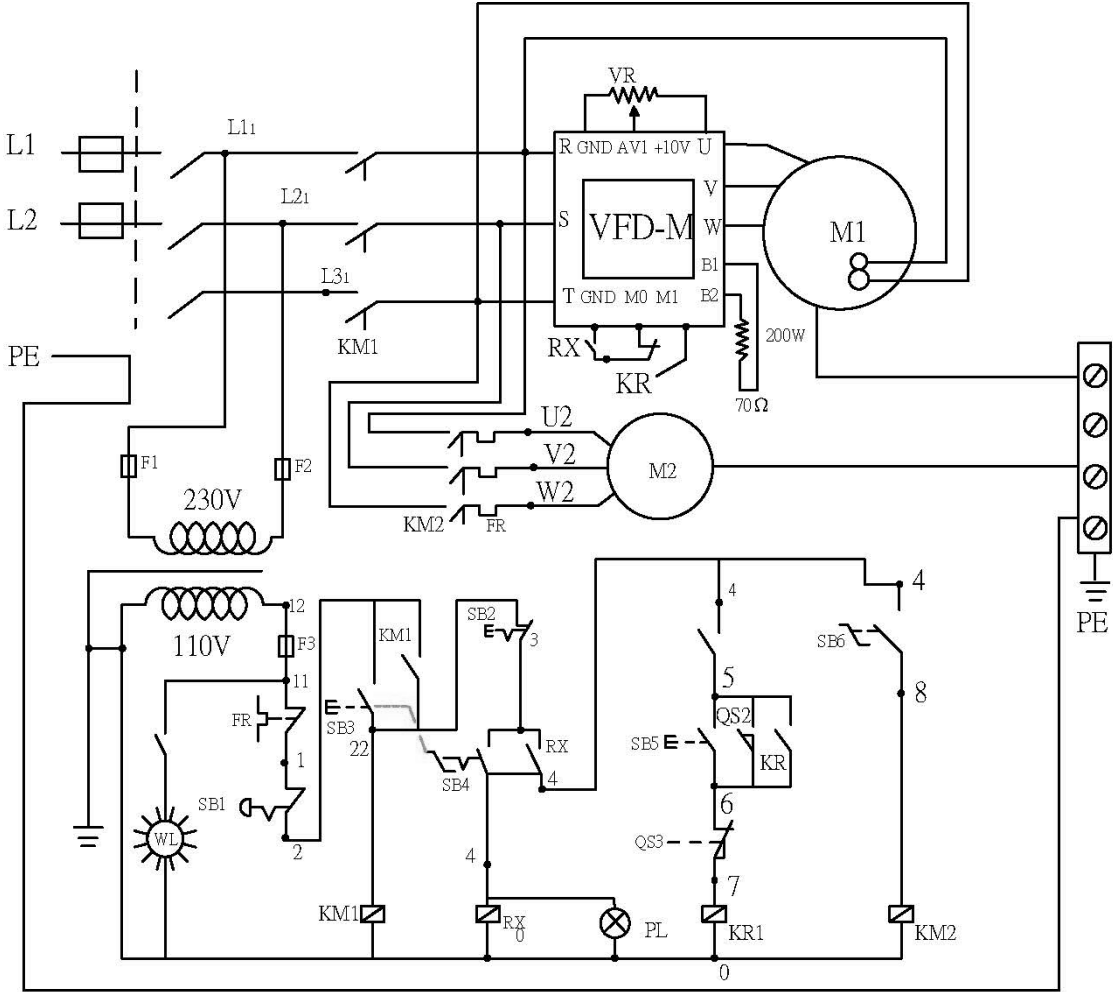 VR
L1
L1₁
R GND AV1 +10V U
V
L2
L2₁
S
VFD-M
W
M1
B1
L3₁
T GND M0 M1 B2
KM1
RX
200W
PE
KR
70Ω
U2
F1
F2
V2
M2
230V
W2
KM2
FR
4
4
12
SB2
PE
110V
F3
KM1
3
SB6
11
5
8
FR
SB3
QS2
22
RX
SB5
KR
1
SB4
4
SB1
6
WL
2
QS3
4
7
KM1
RX
0
PL
KR1
KM2
0